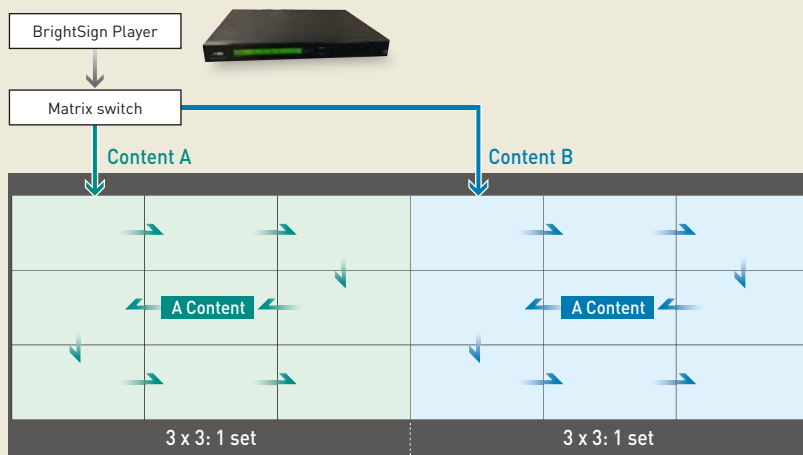 BrightSign Player
Matrix switch
Content A
Content B
A Content
A Content
3 x 3: 1 set
3 x 3: 1 set